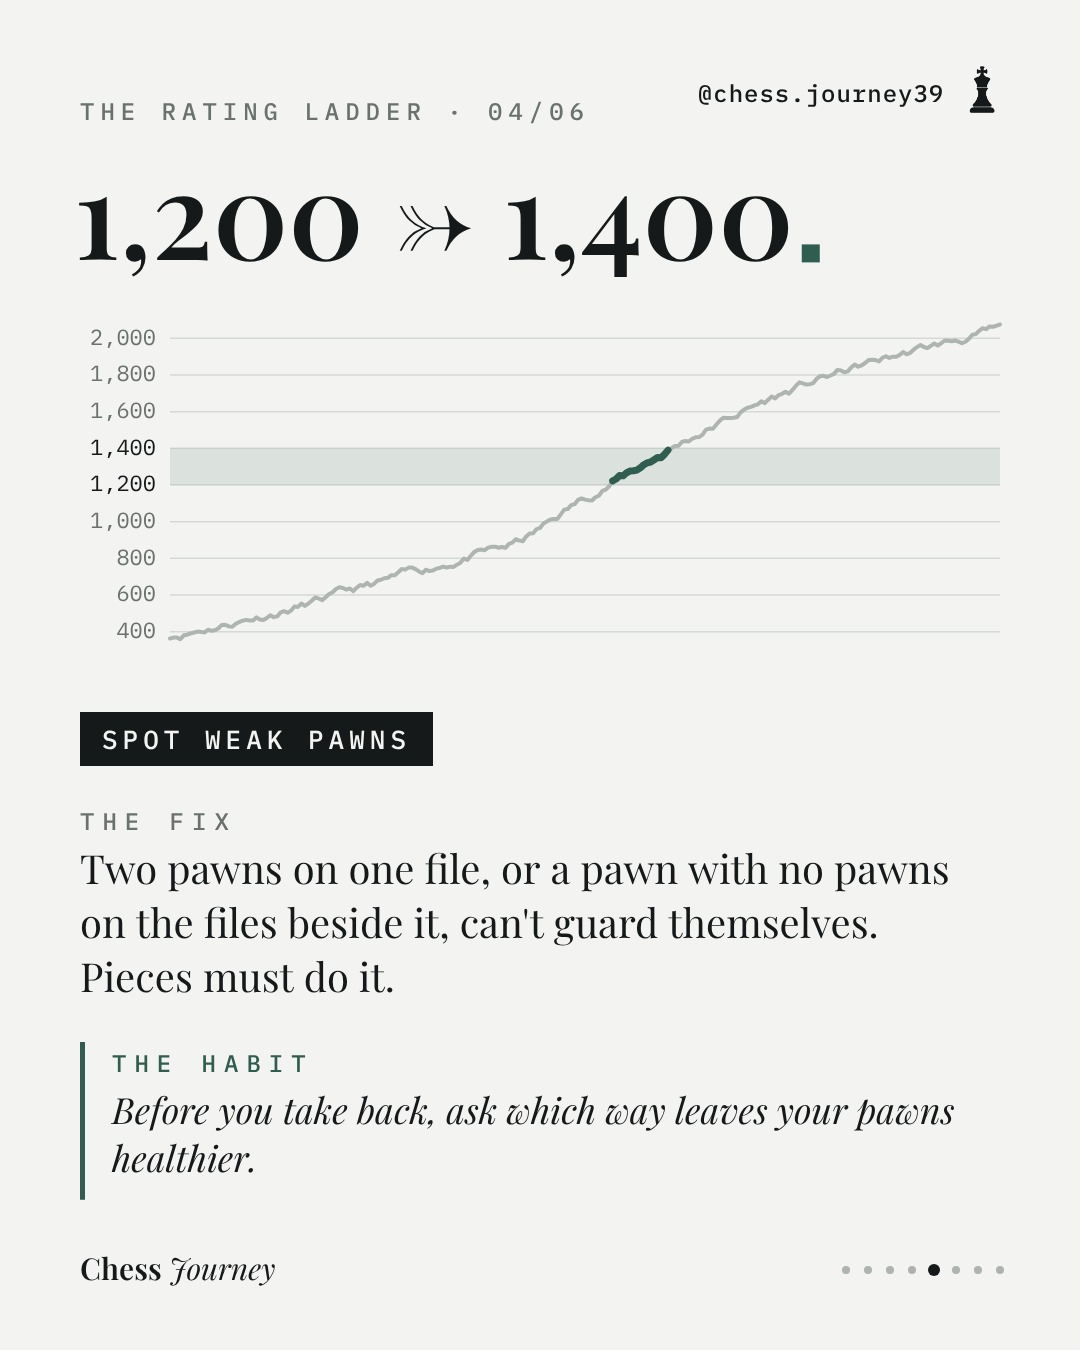 THE RATING LADDER · 04/06
@chess.journey39
1,200 → 1,400.
2,000
1,800
1,600
1,400
1,200
1,000
800
600
400
SPOT WEAK PAWNS
THE FIX
Two pawns on one file, or a pawn with no pawns
on the files beside it, can't guard themselves.
Pieces must do it.
THE HABIT
Before you take back, ask which way leaves your pawns
healthier.
Chess Journey